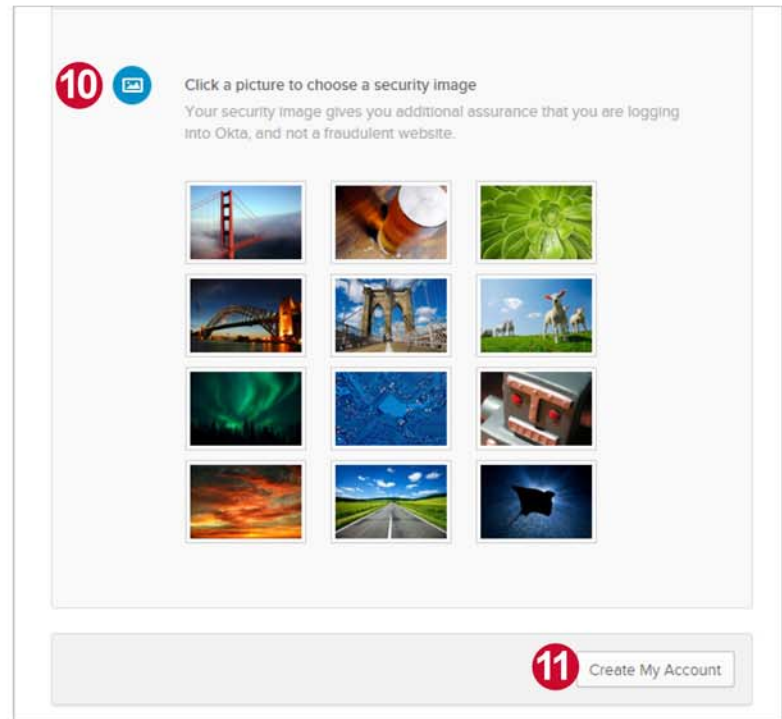 10
Click a picture to choose a security image
Your security image gives you additional assurance that you are logging
into Okta, and not a fraudulent website.
11
Create My Account